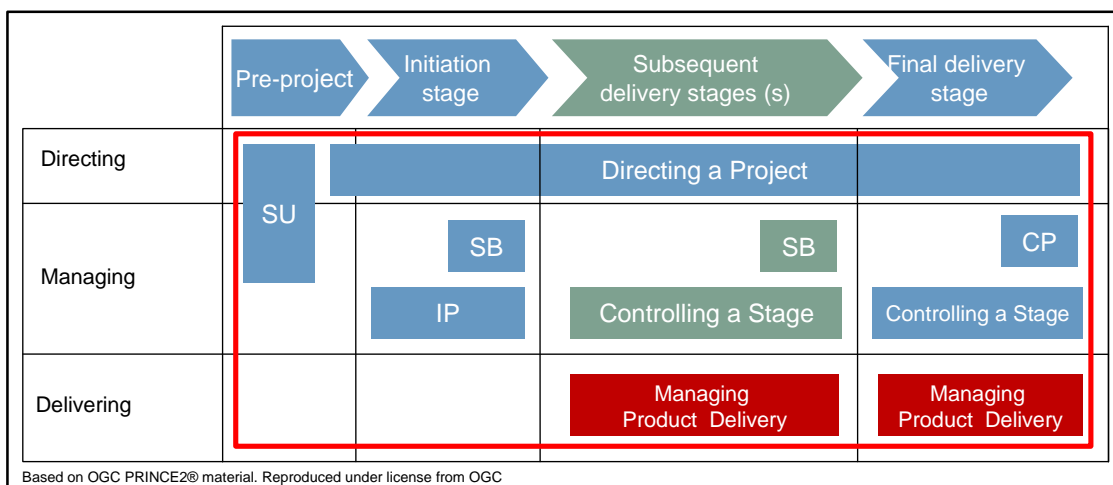 Pre-project
Initiation
stage
Subsequent
delivery stages (s)
Final delivery
stage
Directing
SU
Directing a Project
Managing
SB
SB
CP
IP
Controlling a Stage
Controlling a Stage
Delivering
Managing
Product Delivery
Managing
Product Delivery
Based on OGC PRINCE2® material. Reproduced under license from OGC